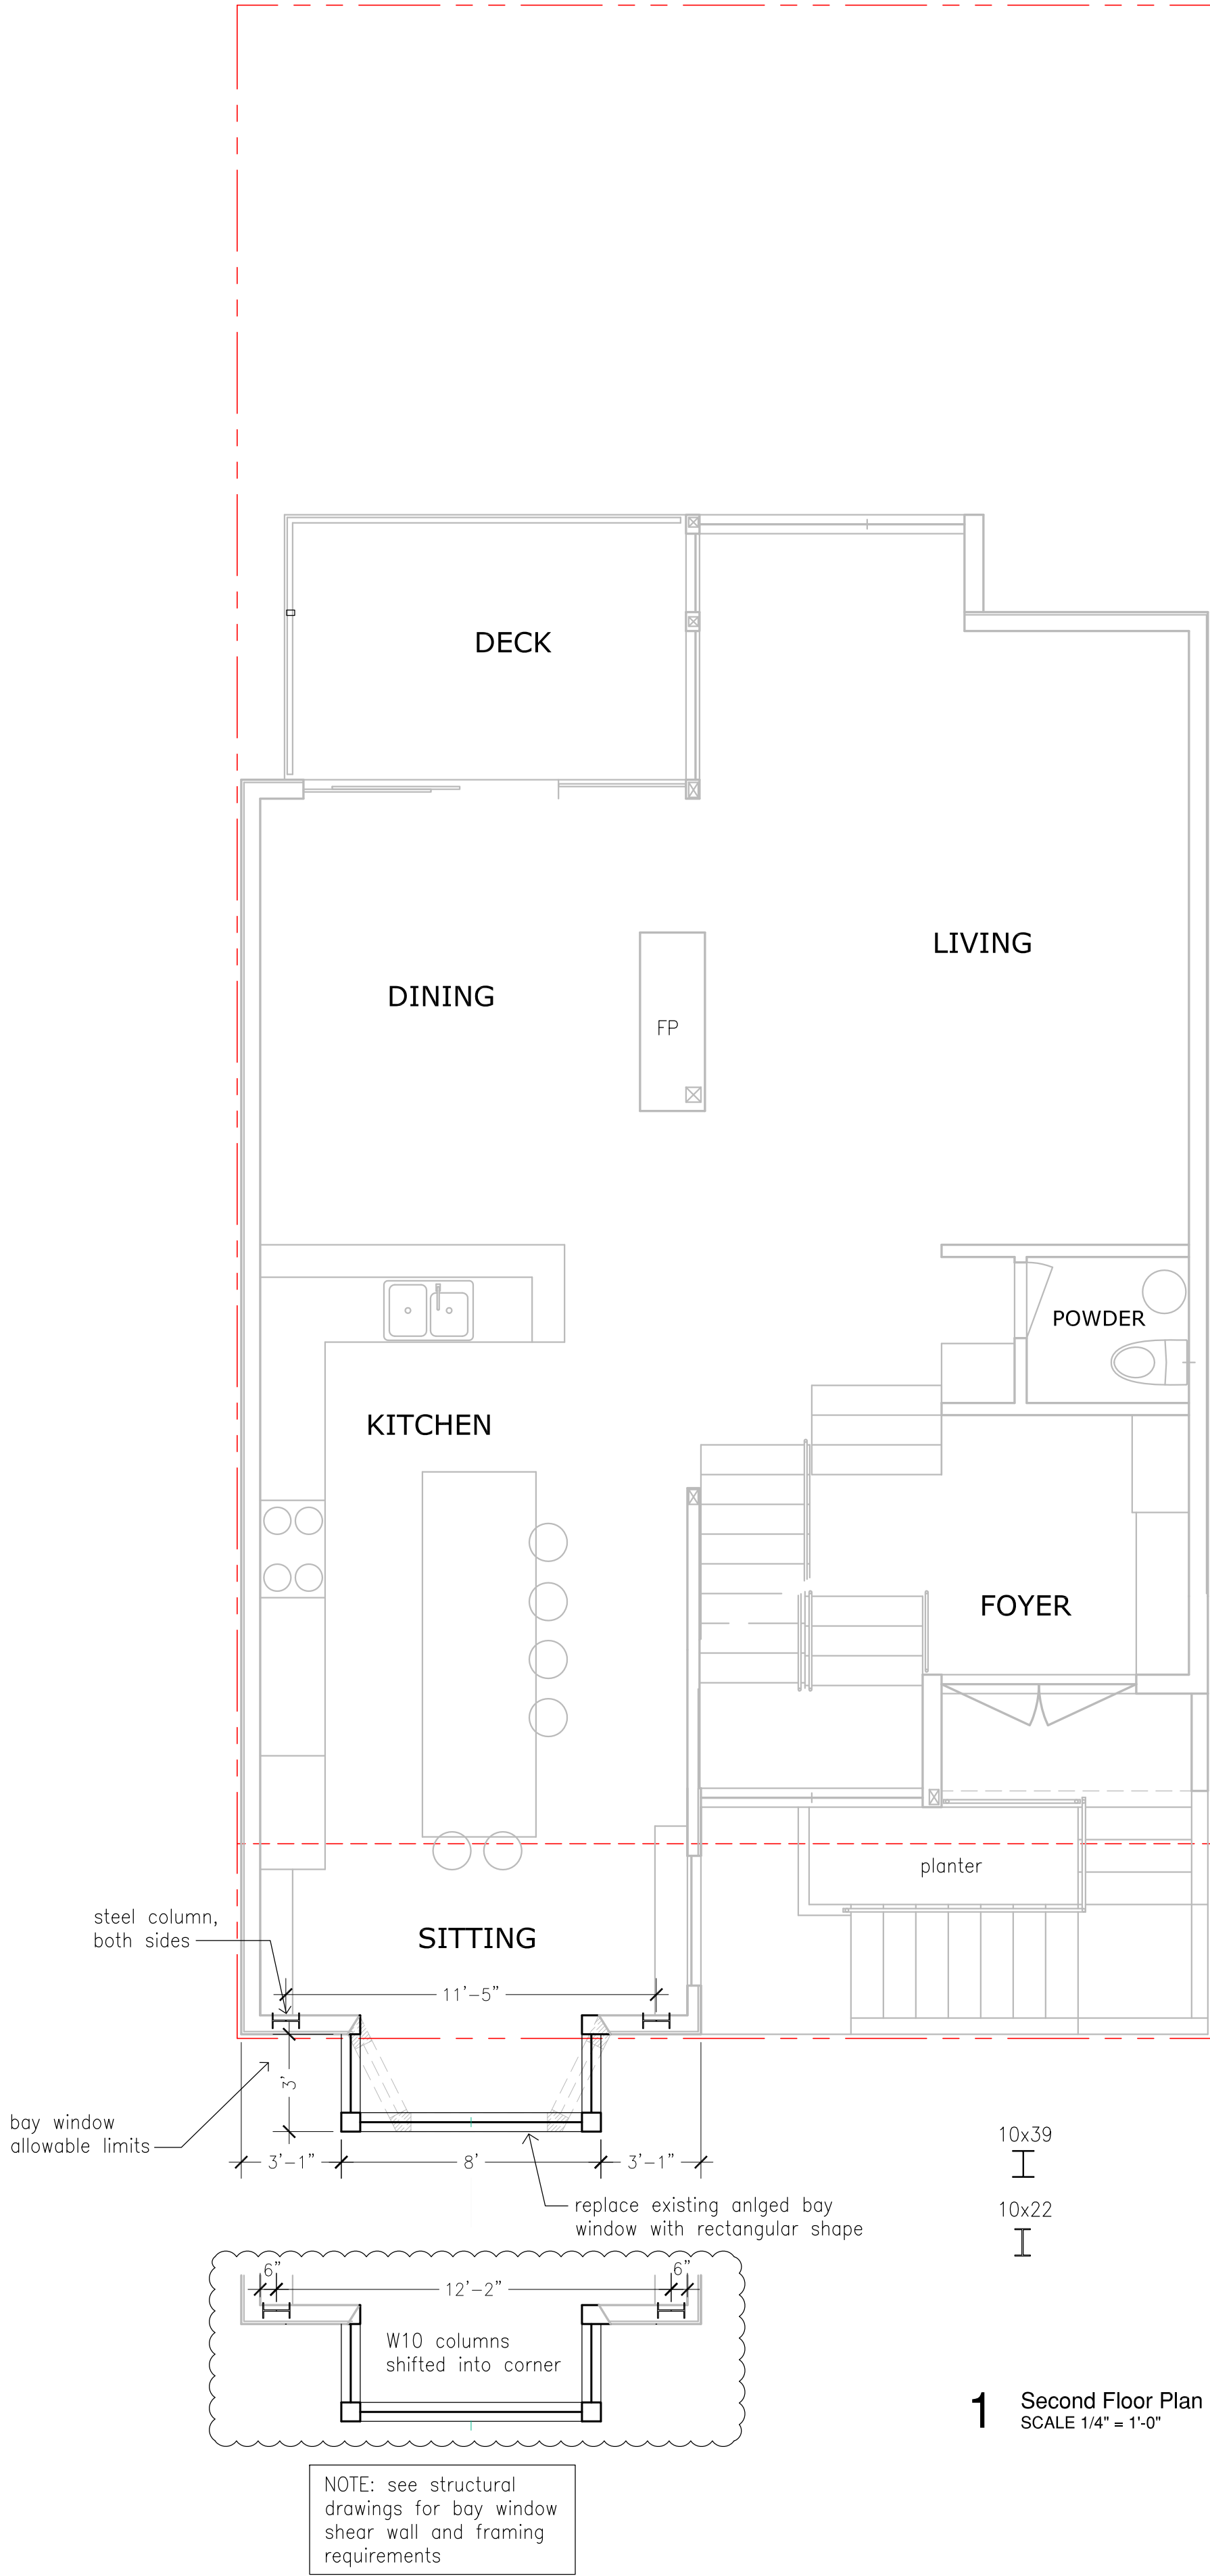 DECK
LIVING
DINING
FP
POWDER
KITCHEN
FOYER
planter
steel column,
both sides
SITTING
11'-5"
3'
bay window
allowable limits
3'-1"
8'
3'-1"
10x39
replace existing anlged bay
window with rectangular shape
10x22
6"
12'-2"
6"
W10 columns
shifted into corner
1
Second Floor Plan
SCALE 1/4" = 1'-0"
NOTE: see structural
drawings for bay window
shear wall and framing
requirements